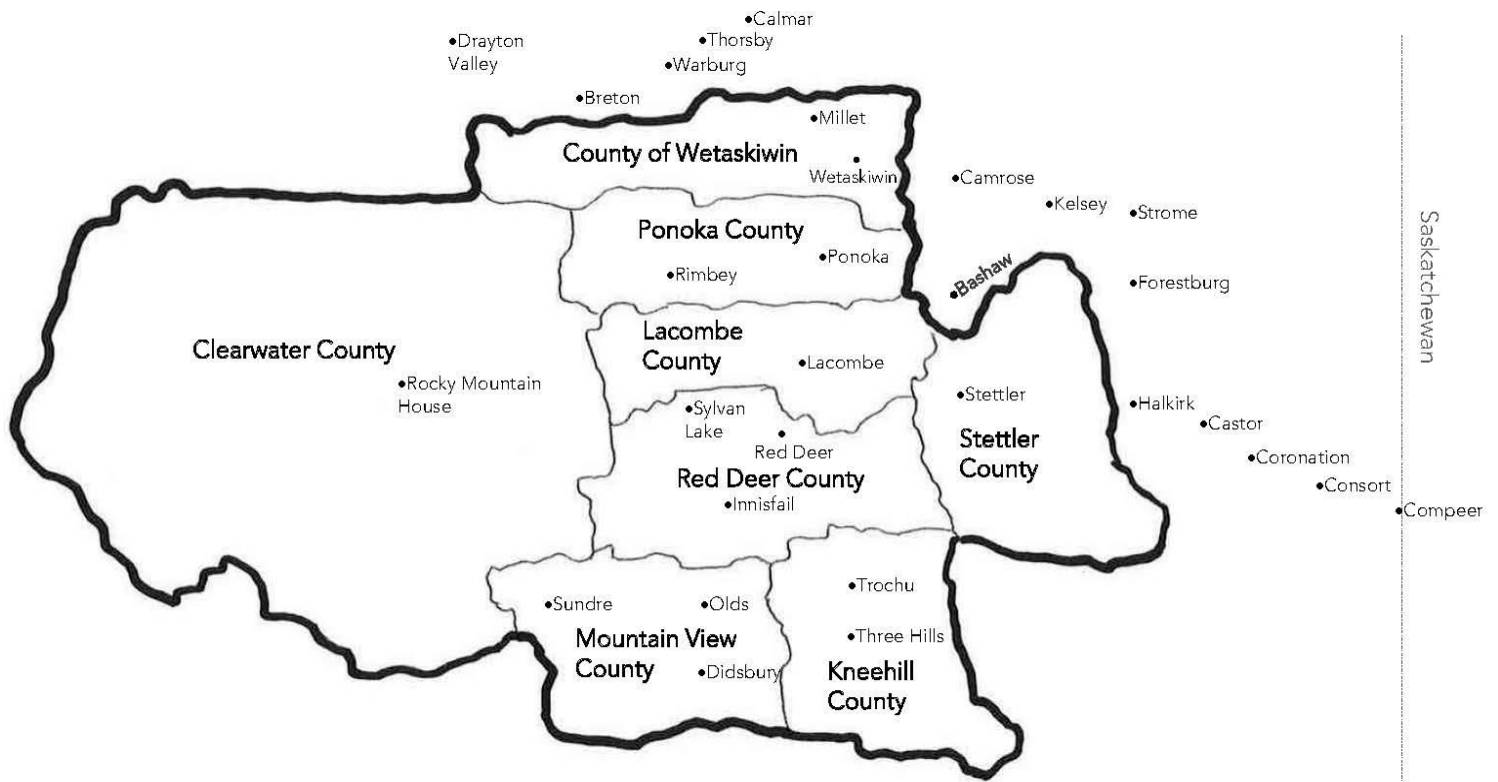 Calmar
Drayton
Valley
Thorsby
Warburg
Breton
Millet
County of Wetaskiwin
Wetaskiwin
Camrose
Kelsey
Strome
Saskatchewan
Ponoka County
Ponoka
Rimbey
Bashaw
Forestburg
Clearwater County
Rocky Mountain
House
Lacombe
County
Lacombe
Stettler
Halkirk
Castor
Sylvan
Lake
Red Deer
Stettler
County
Coronation
Red Deer County
Innisfail
Consort
Compeer
Sundre
Olds
Trochu
Mountain View
County
Three Hills
Didsbury
Kneehill
County